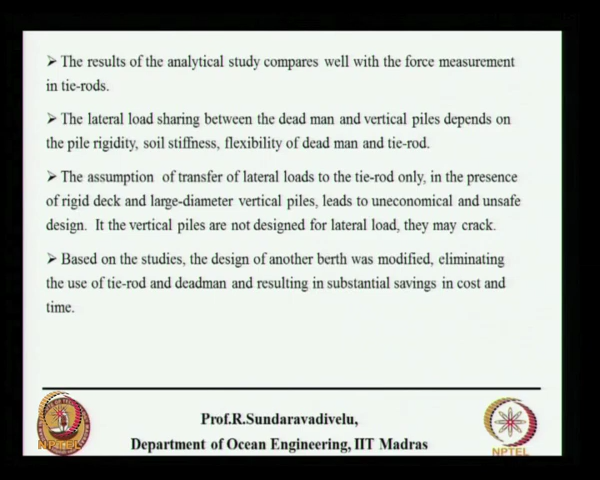 ➢ The results of the analytical study compares well with the force measurement
in tie-rods.
➢ The lateral load sharing between the dead man and vertical piles depends on
the pile rigidity, soil stiffness, flexibility of dead man and tie-rod.
➢ The assumption of transfer of lateral loads to the tie-rod only, in the presence
of rigid deck and large-diameter vertical piles, leads to uneconomical and unsafe
design. It the vertical piles are not designed for lateral load, they may crack.
➢ Based on the studies, the design of another berth was modified, eliminating
the use of tie-rod and deadman and resulting in substantial savings in cost and
time.
Prof.R.Sundaravadivelu,
Department of Ocean Engineering, IIT Madras
NPTEL
NPTEL